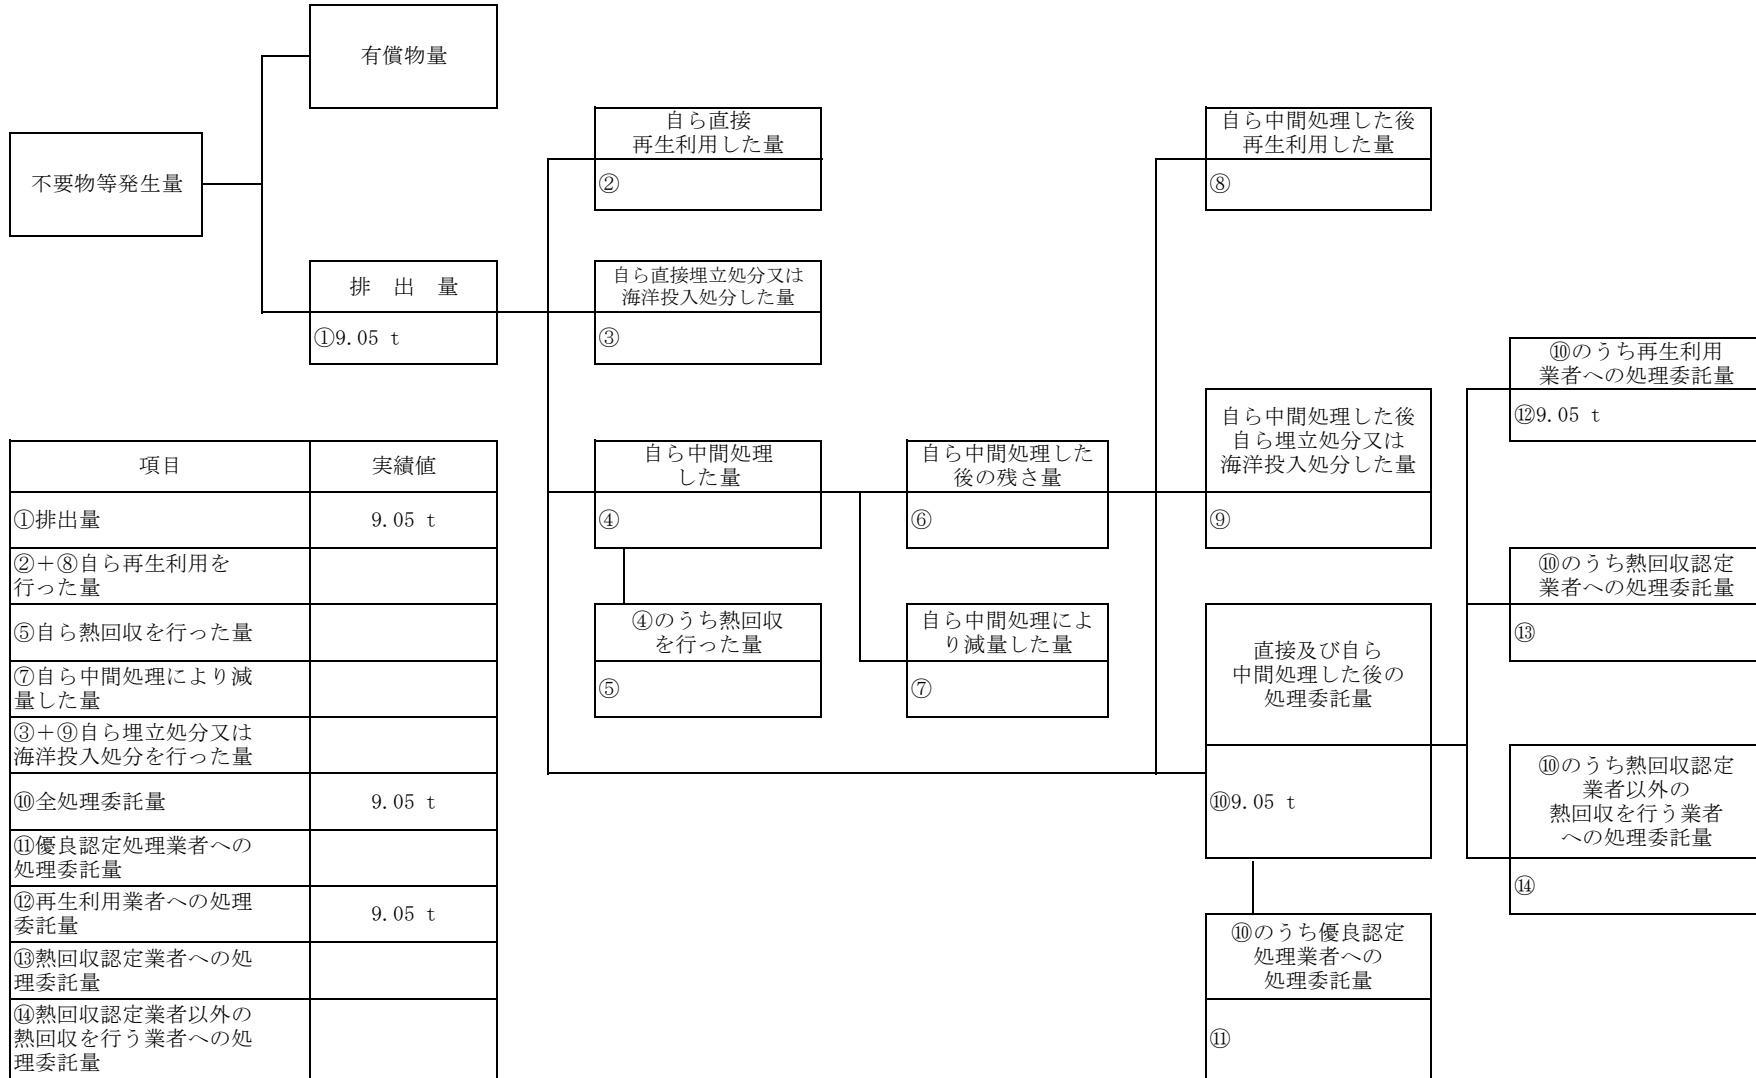 有償物量
不要物等発生量
排　出　量
①9.05 t
自ら直接
再生利用した量
②
自ら直接埋立処分又は
海洋投入処分した量
③
自ら中間処理
した量
④
④のうち熱回収
を行った量
⑤
自ら中間処理した
後の残さ量
⑥
自ら中間処理によ
り減量した量
⑦
自ら中間処理した後
再生利用した量
⑧
自ら中間処理した後
自ら埋立処分又は
海洋投入処分した量
⑨
直接及び自ら
中間処理した後の
処理委託量
⑩9.05 t
⑩のうち優良認定
処理業者への
処理委託量
⑪
⑩のうち再生利用
業者への処理委託量
⑫9.05 t
⑩のうち熱回収認定
業者への処理委託量
⑬
⑩のうち熱回収認定
業者以外の
熱回収を行う業者
への処理委託量
⑭
項目 実績値
①排出量 9.05 t
②＋⑧自ら再生利用を
行った量
⑤自ら熱回収を行った量
⑦自ら中間処理により減
量した量
③＋⑨自ら埋立処分又は
海洋投入処分を行った量
⑩全処理委託量 9.05 t
⑪優良認定処理業者への
処理委託量
⑫再生利用業者への処理
委託量 9.05 t
⑬熱回収認定業者への処
理委託量
⑭熱回収認定業者以外の
熱回収を行う業者への処
理委託量